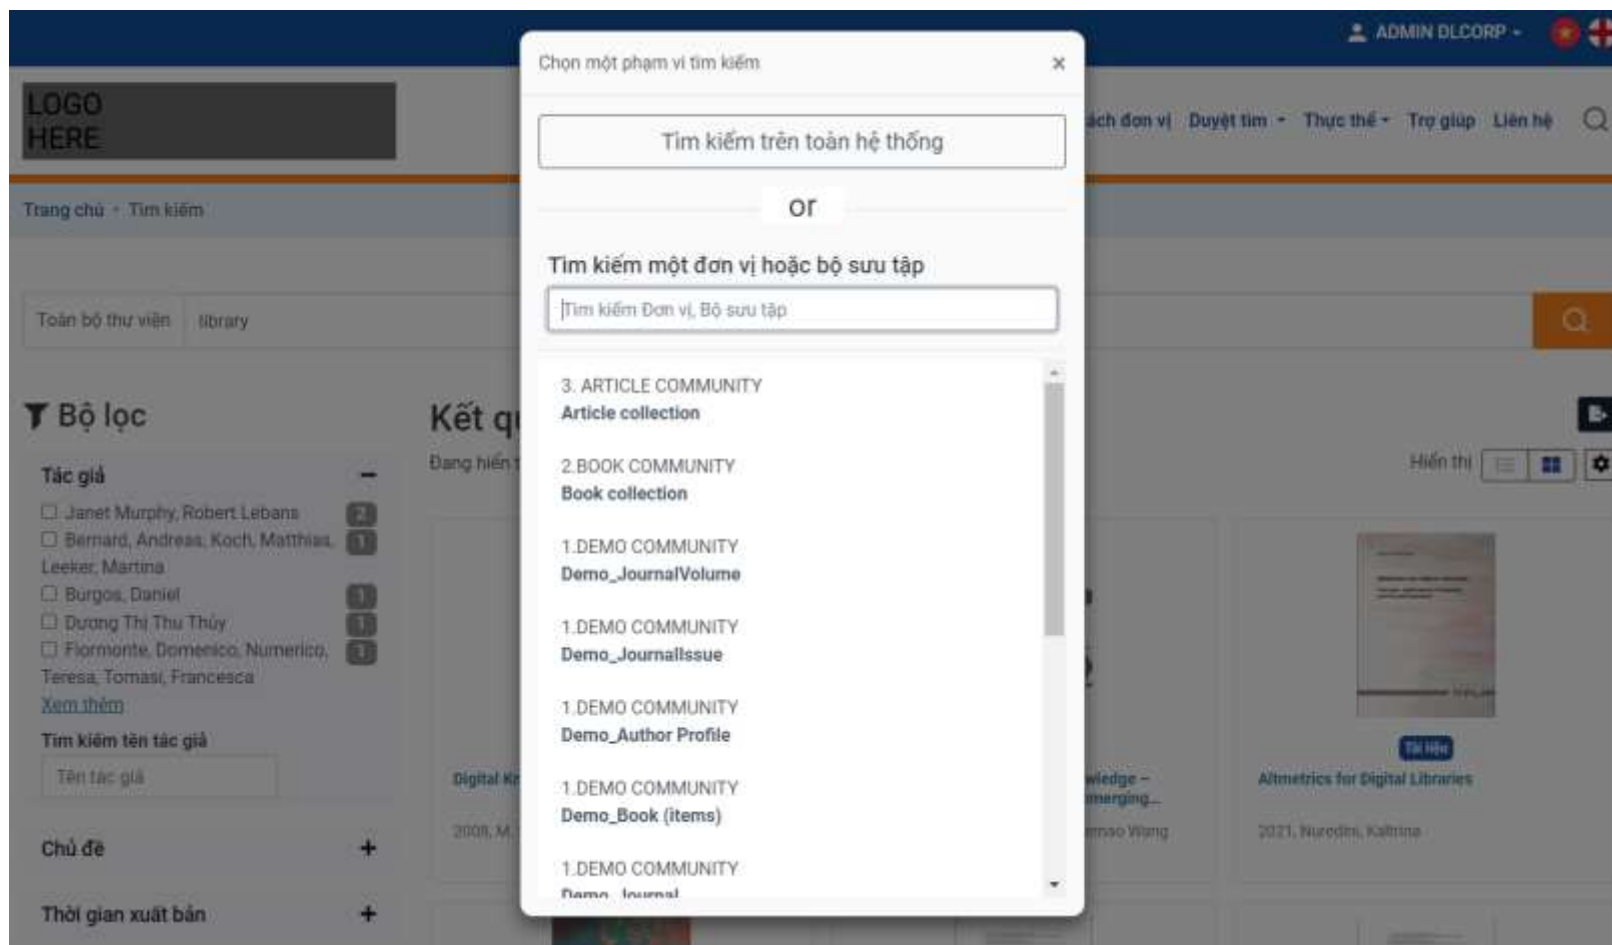 ADMIN DLCORP
LOGO
HERE
ách đơn vị Duyệt tìm Thực thể Trợ giúp Liên hệ
Trang chủ • Tìm kiếm
Chọn một phạm vi tìm kiếm ×
Tìm kiếm trên toàn hệ thống
or
Tìm kiếm một đơn vị hoặc bộ sưu tập
Tìm kiếm Đơn vị, Bộ sưu tập
3. ARTICLE COMMUNITY
Article collection
2.BOOK COMMUNITY
Book collection
1.DEMO COMMUNITY
Demo_JournalVolume
1.DEMO COMMUNITY
Demo_JournalIssue
1.DEMO COMMUNITY
Demo_Author Profile
1.DEMO COMMUNITY
Demo_Book (items)
1.DEMO COMMUNITY
Demo_Journal
Toàn bộ thư viện library
Bộ lọc
Tác giả
Janet Murphy, Robert Lebans 2
Bernard, Andreas, Koch, Matthias, 1
Leeker, Martina
Burgos, Daniel 1
Dương Thị Thu Thủy 1
Fiormonte, Domenico, Numerico, 1
Teresa, Tomasi, Francesca
Xem thêm
Tìm kiếm tên tác giả
Tên tác giả
Chủ đề +
Thời gian xuất bản +
Kết q
Đang hiển t
Hiển thị
Digital Kn
2008, M.
wledge –
merging...
Wang
Tài liệu
Altmetrics for Digital Libraries
2021, Nuredini, Kaltrina